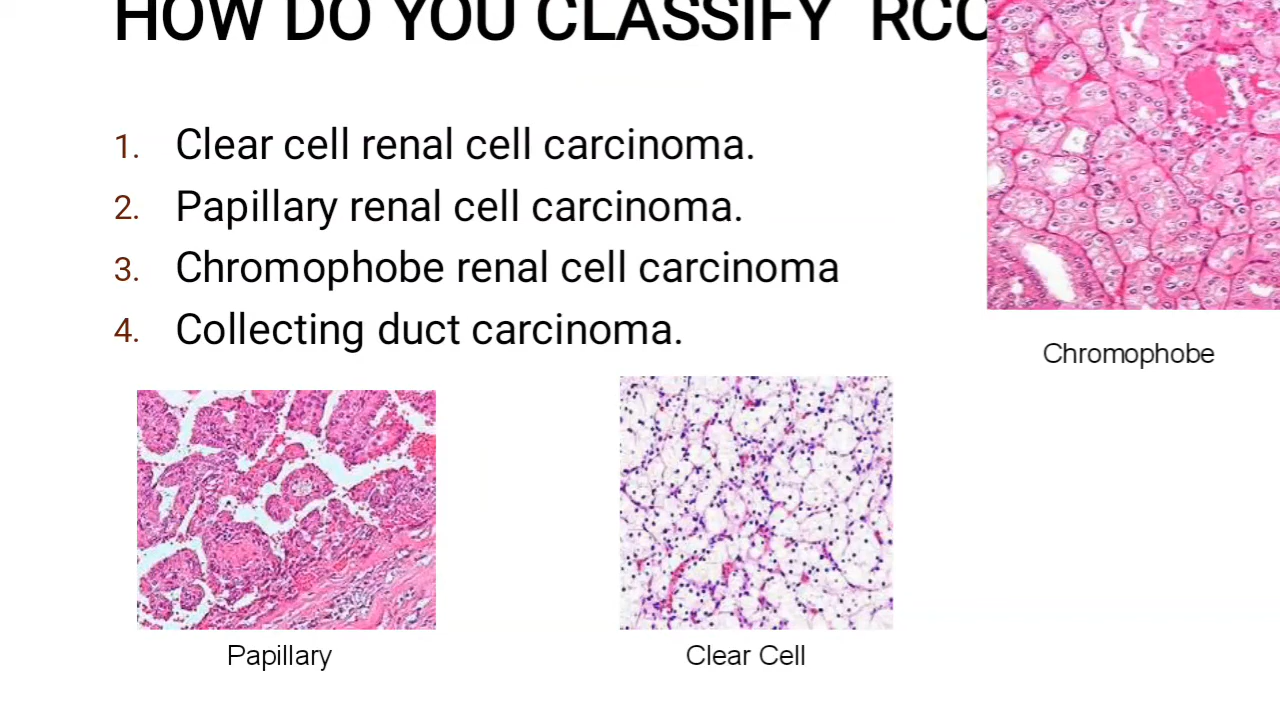 HOW DO YOU CLASSIFY RCC
1. Clear cell renal cell carcinoma.
2. Papillary renal cell carcinoma.
3. Chromophobe renal cell carcinoma
4. Collecting duct carcinoma.
Chromophobe
Papillary
Clear Cell